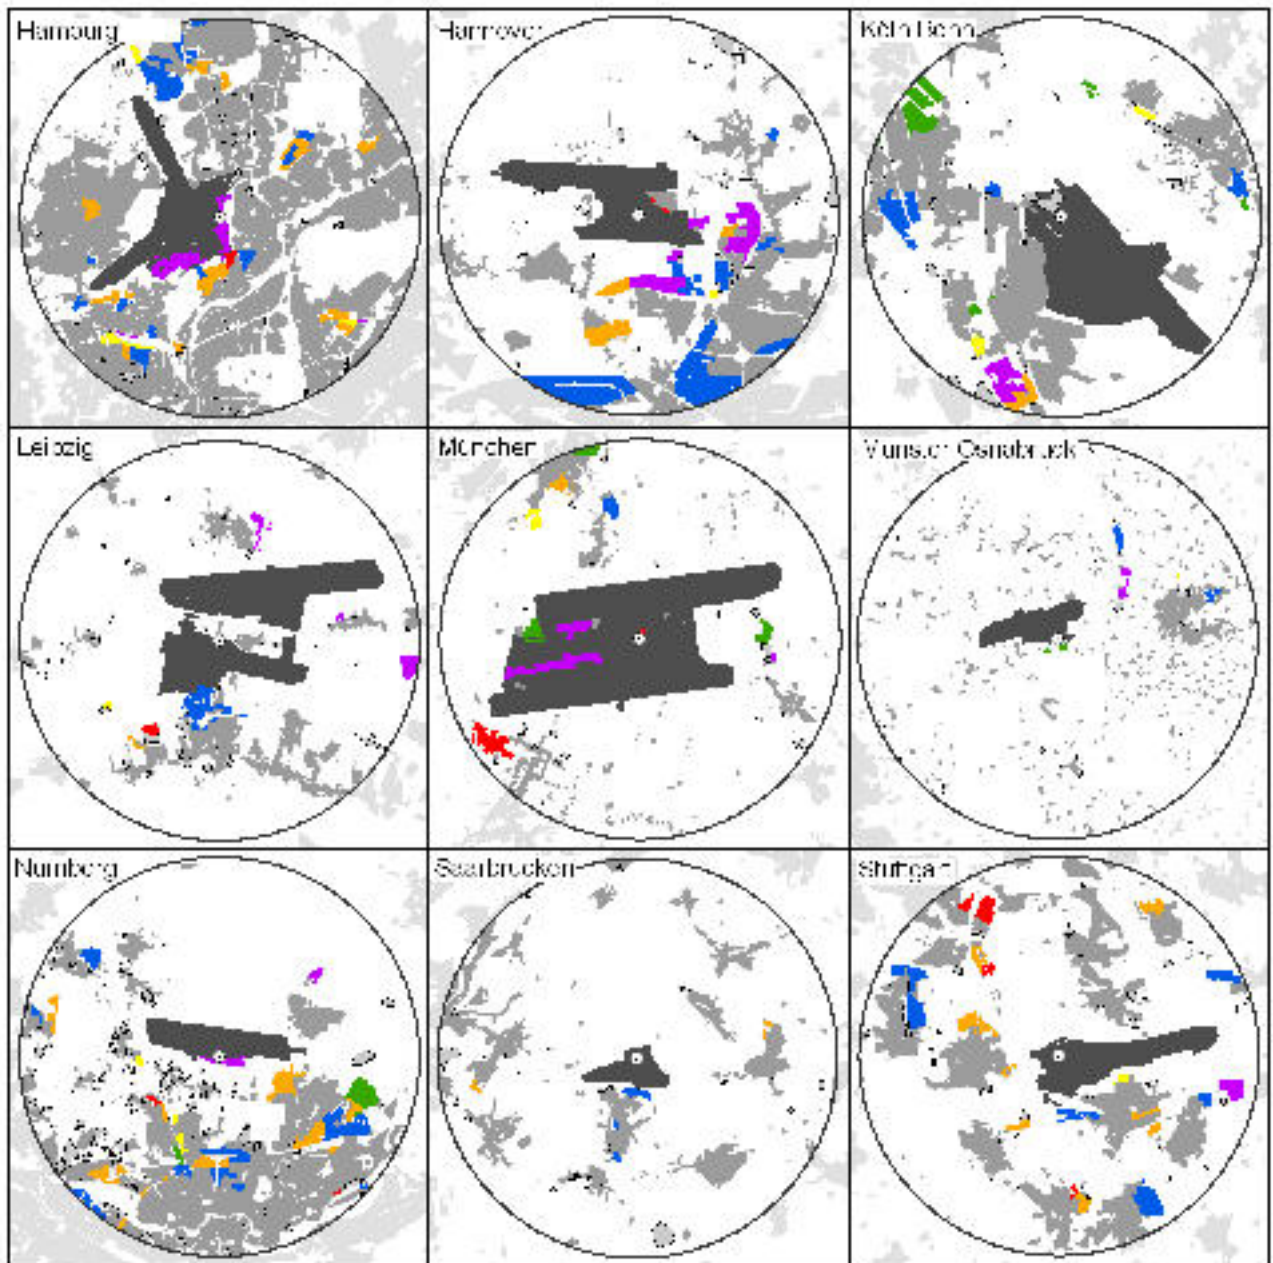 Hamburg
Hannover
Köln Bonn
Leipzig
München
Münster Osnabrück
Nürnberg
Saarbrücken
Stuttgart